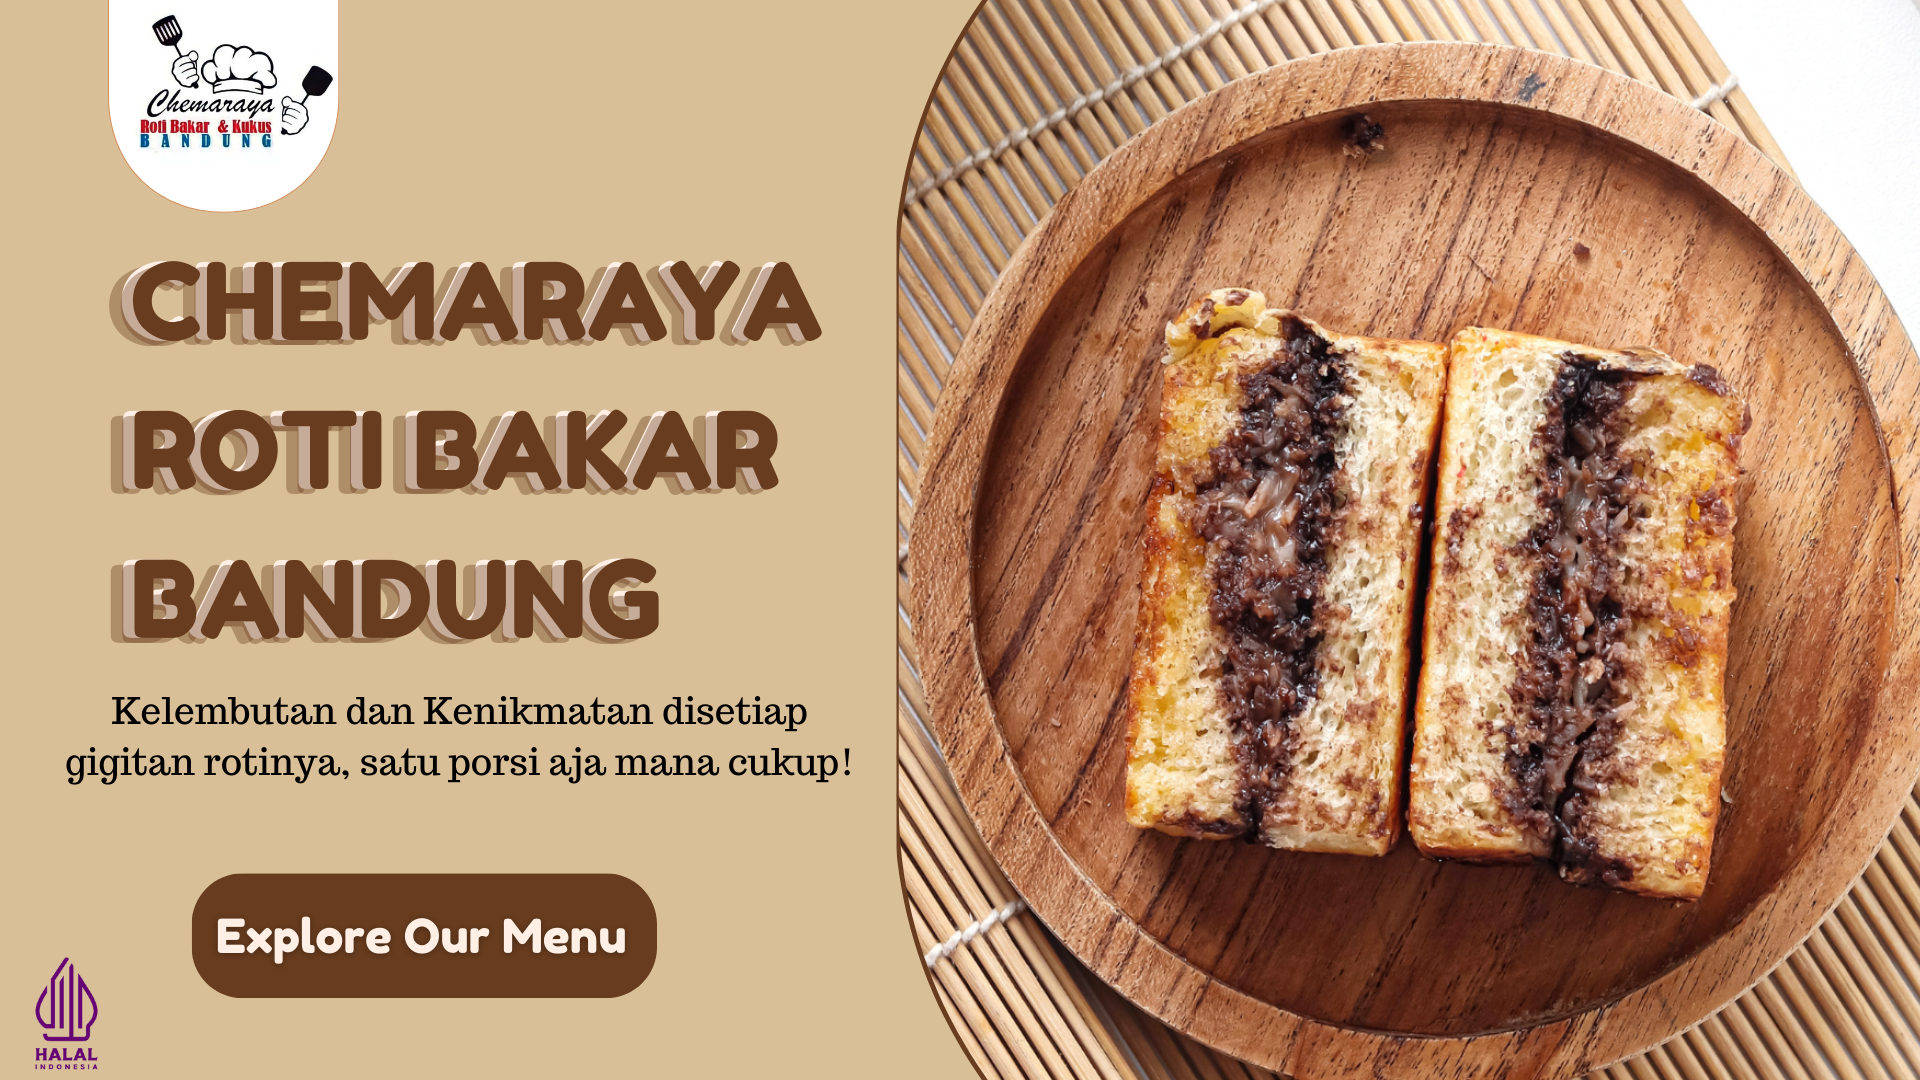 Chemaraya
Roti Bakar & Kukus
BANDUNG
CHEMARAYA
ROTI BAKAR
BANDUNG
Kelembutan dan Kenikmatan disetiap
gigitan rotinya, satu porsi aja mana cukup!
Explore Our Menu
HALAL
INDONESIA